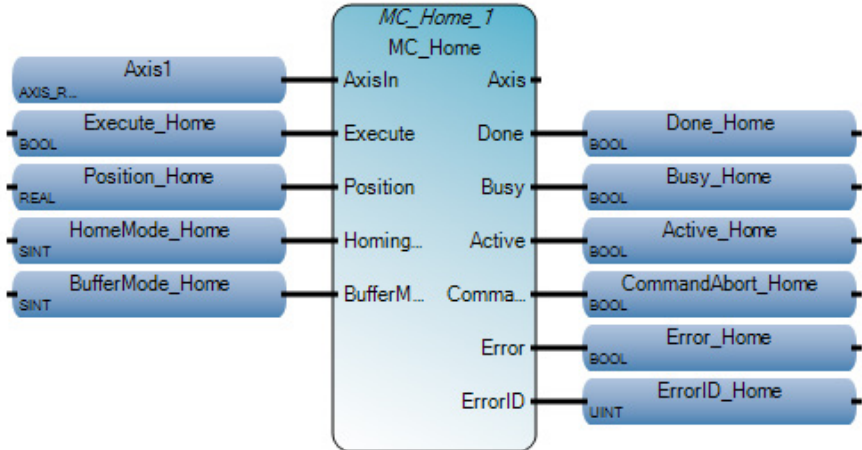 MC_Home_1
MC_Home
Axis1
AXIS_R...
AxisIn
Axis
Execute_Home
BOOL
Execute
Done
Done_Home
BOOL
Position_Home
REAL
Position
Busy
Busy_Home
BOOL
HomeMode_Home
SINT
Homing...
Active
Active_Home
BOOL
BufferMode_Home
SINT
BufferM...
Comma...
CommandAbort_Home
BOOL
Error
Error_Home
BOOL
ErrorID
ErrorID_Home
UINT